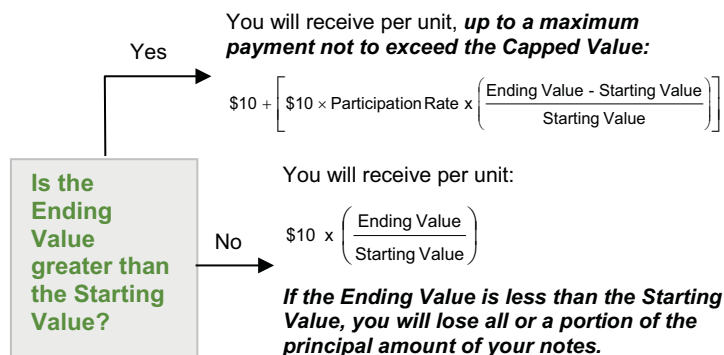 You will receive per unit, up to a maximum
payment not to exceed the Capped Value:
Yes
$10 + [ $10 × Participation Rate x ( Ending Value - Starting Value
Starting Value ) ]
Is the
Ending
Value
greater than
the Starting
Value?
No
You will receive per unit:
$10 x ( Ending Value
Starting Value )
If the Ending Value is less than the Starting
Value, you will lose all or a portion of the
principal amount of your notes.